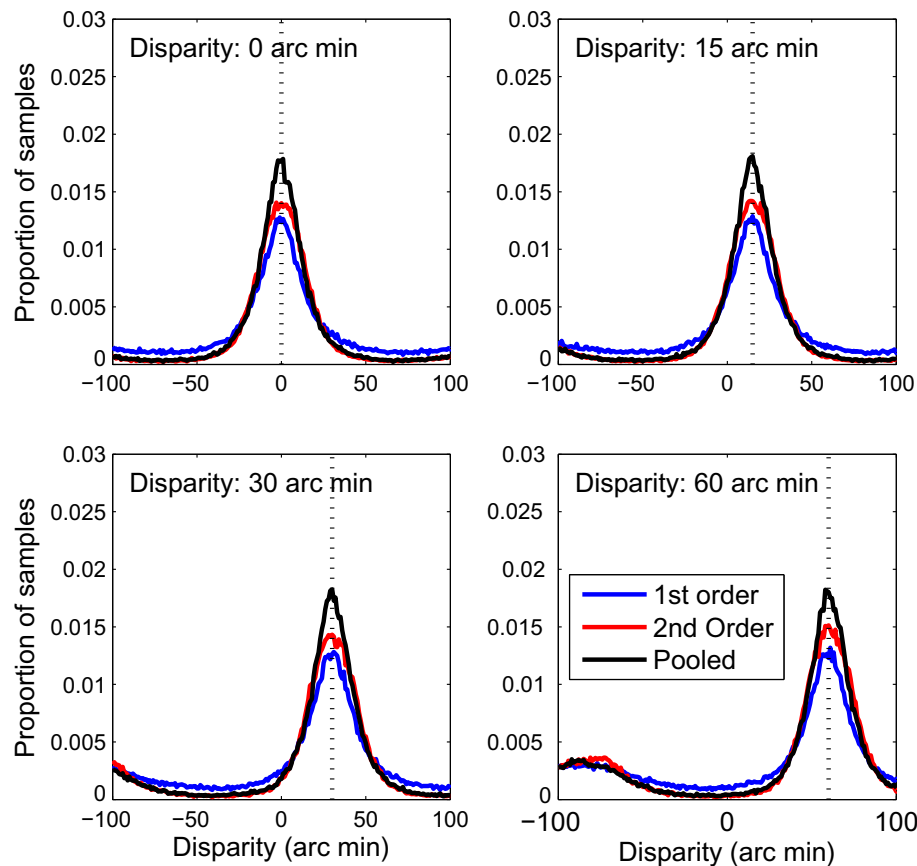 Disparity: 0 arc min
Proportion of samples
0.03
0.025
0.02
0.015
0.01
0.005
0
−100 −50 0 50 100
Disparity: 15 arc min
0.03
0.025
0.02
0.015
0.01
0.005
0
−100 −50 0 50 100
Disparity: 30 arc min
Proportion of samples
0.03
0.025
0.02
0.015
0.01
0.005
0
−100 −50 0 50 100
Disparity (arc min)
Disparity: 60 arc min
0.03
0.025
0.02
0.015
0.01
0.005
0
1st order
2nd Order
Pooled
−100 −50 0 50 100
Disparity (arc min)